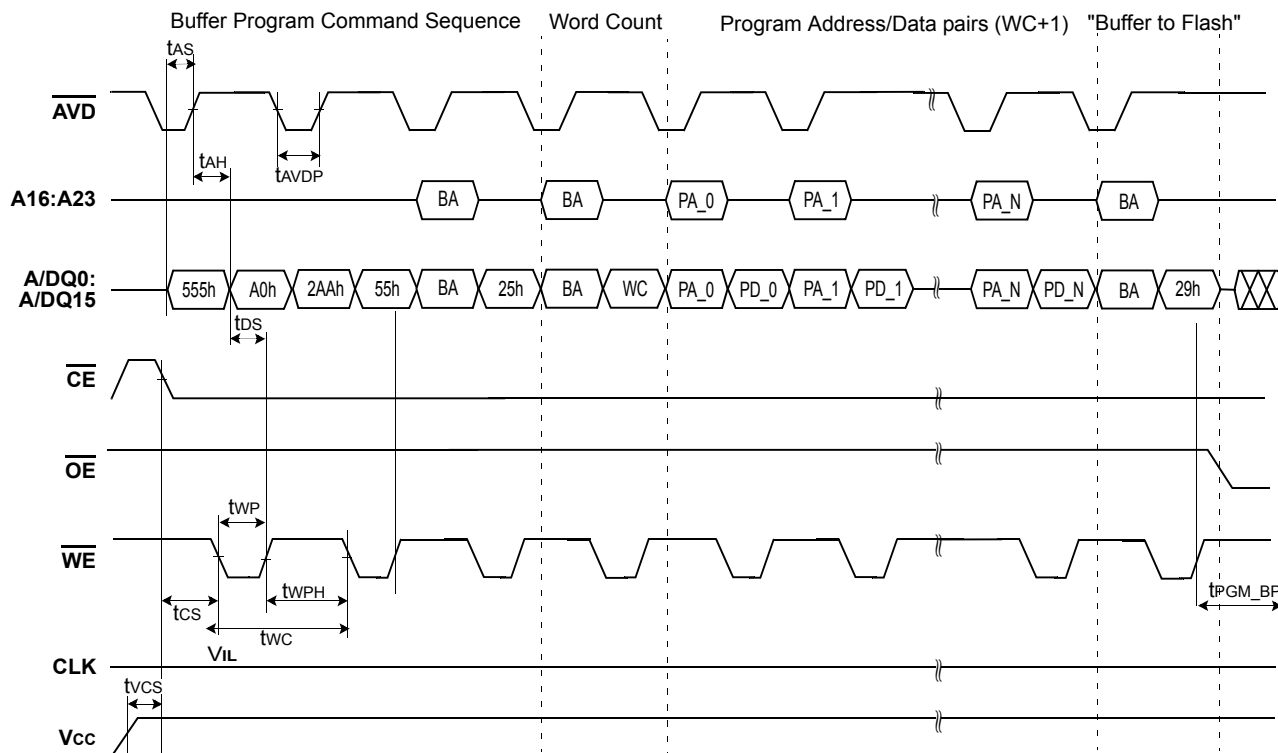 Buffer Program Command Sequence Word Count Program Address/Data pairs (WC+1) "Buffer to Flash"
tAS
AVD
tAH
tAVDP
A16:A23 BA BA PA_0 PA_1 PA_N BA
A/DQ0:
A/DQ15
555h A0h 2AAh 55h BA 25h BA WC PA_0 PD_0 PA_1 PD_1 PA_N PD_N BA 29h
tDS
CE
OE
tWP
WE
tWPH
tPGM_BP
tCS
tWC
VIL
CLK
tVCS
Vcc